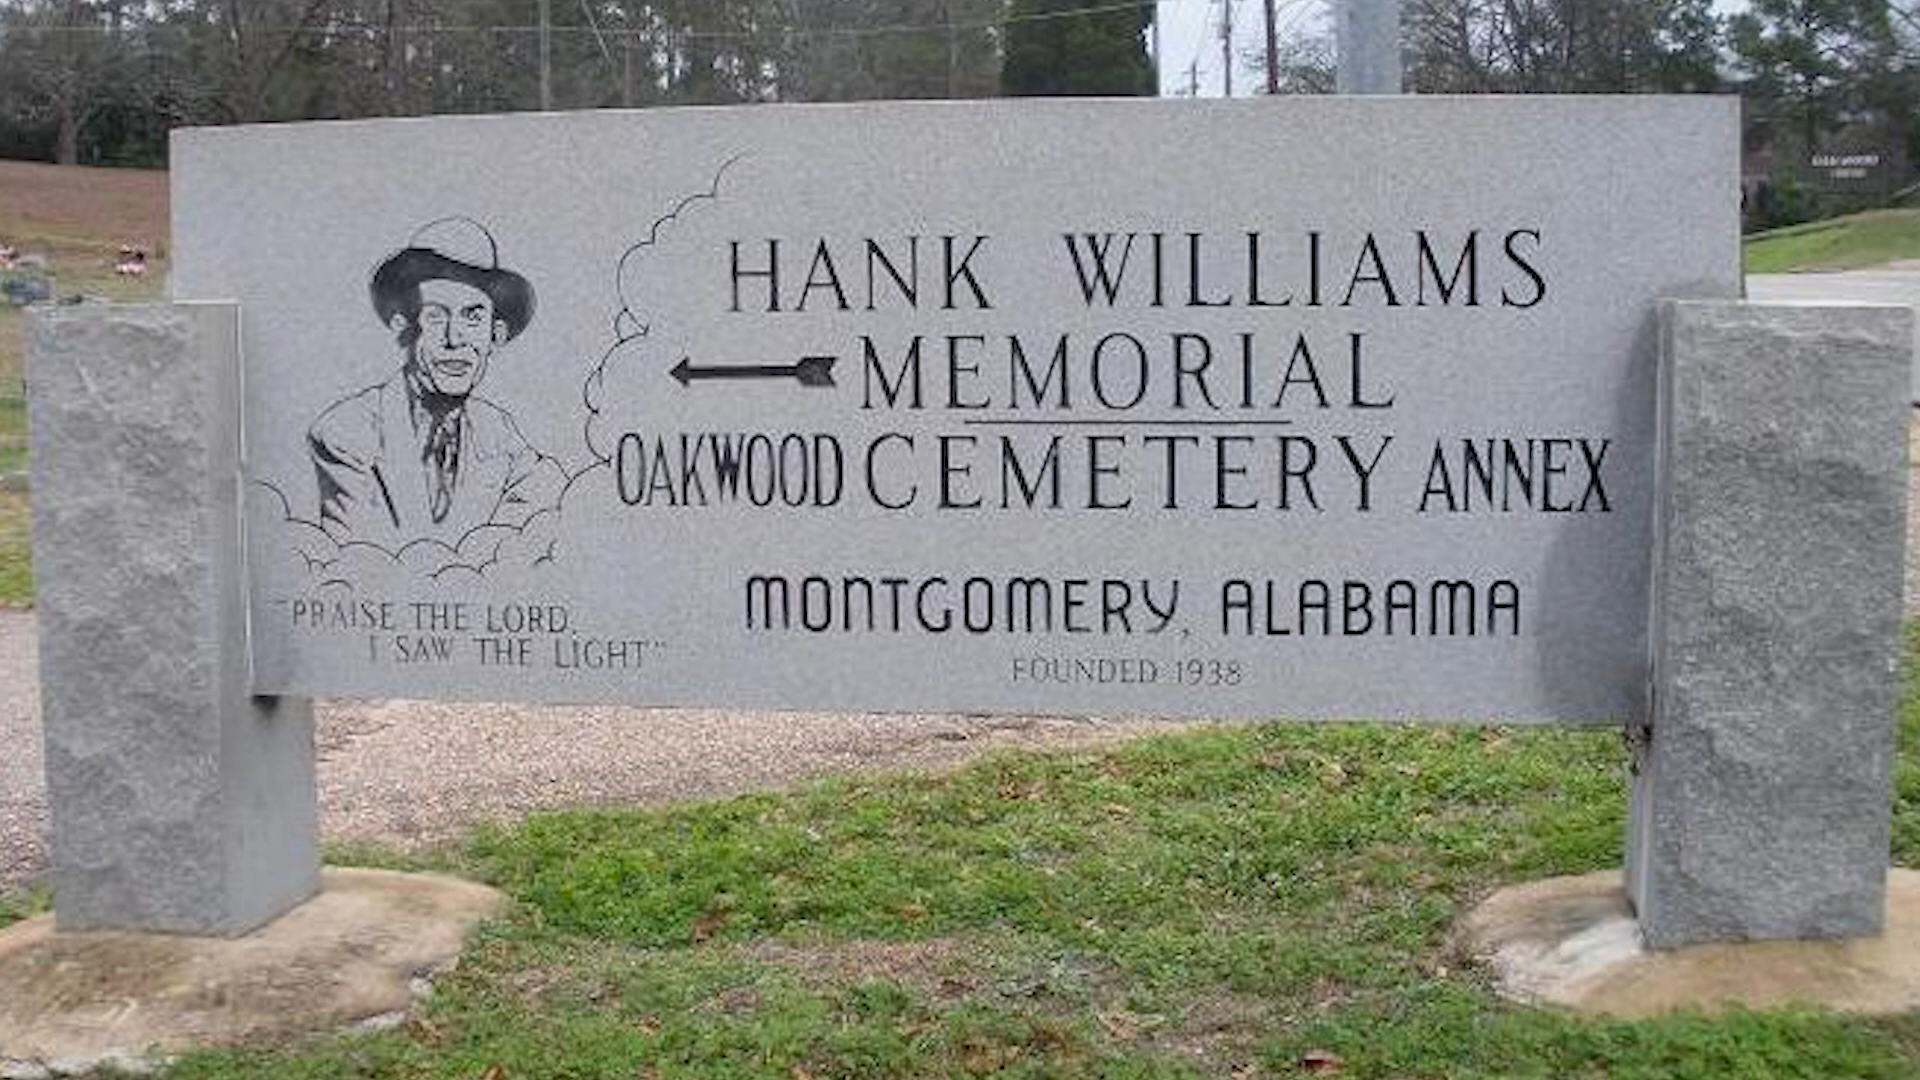 HANK WILLIAMS
MEMORIAL
OAKWOOD CEMETERY ANNEX
MONTGOMERY, ALABAMA
FOUNDED 1938
"PRAISE THE LORD,
I SAW THE LIGHT"